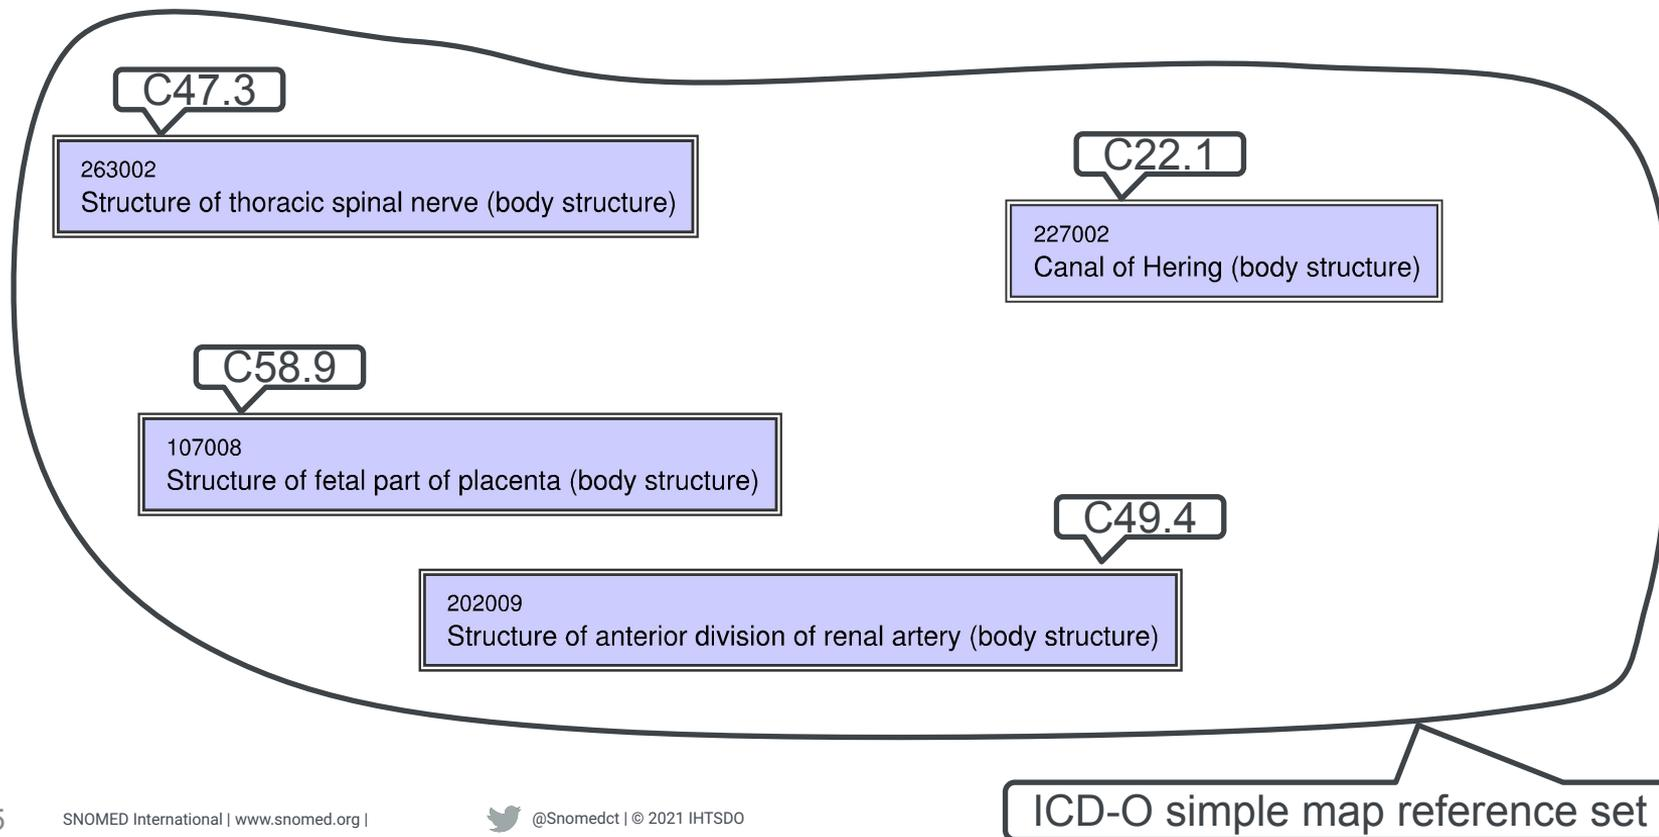 C47.3
263002
Structure of thoracic spinal nerve (body structure)
C22.1
227002
Canal of Hering (body structure)
C58.9
107008
Structure of fetal part of placenta (body structure)
C49.4
202009
Structure of anterior division of renal artery (body structure)
ICD-O simple map reference set
SNOMED International | www.snomed.org |
@Snomedct | © 2021 IHTSDO